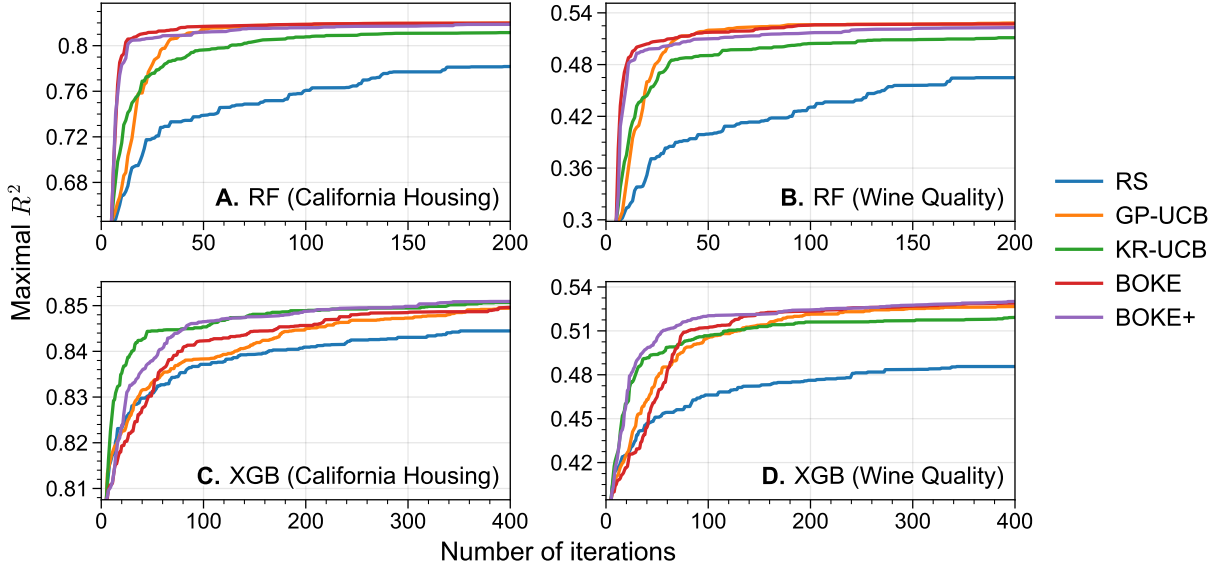 Maximal R²
0.8
0.76
0.72
0.68
A. RF (California Housing)
0 50 100 150 200
0.54
0.48
0.42
0.36
0.3
B. RF (Wine Quality)
0 50 100 150 200
0.85
0.84
0.83
0.82
0.81
C. XGB (California Housing)
0 100 200 300 400
0.54
0.51
0.48
0.45
0.42
D. XGB (Wine Quality)
0 100 200 300 400
Number of iterations
RS
GP-UCB
KR-UCB
BOKE
BOKE+